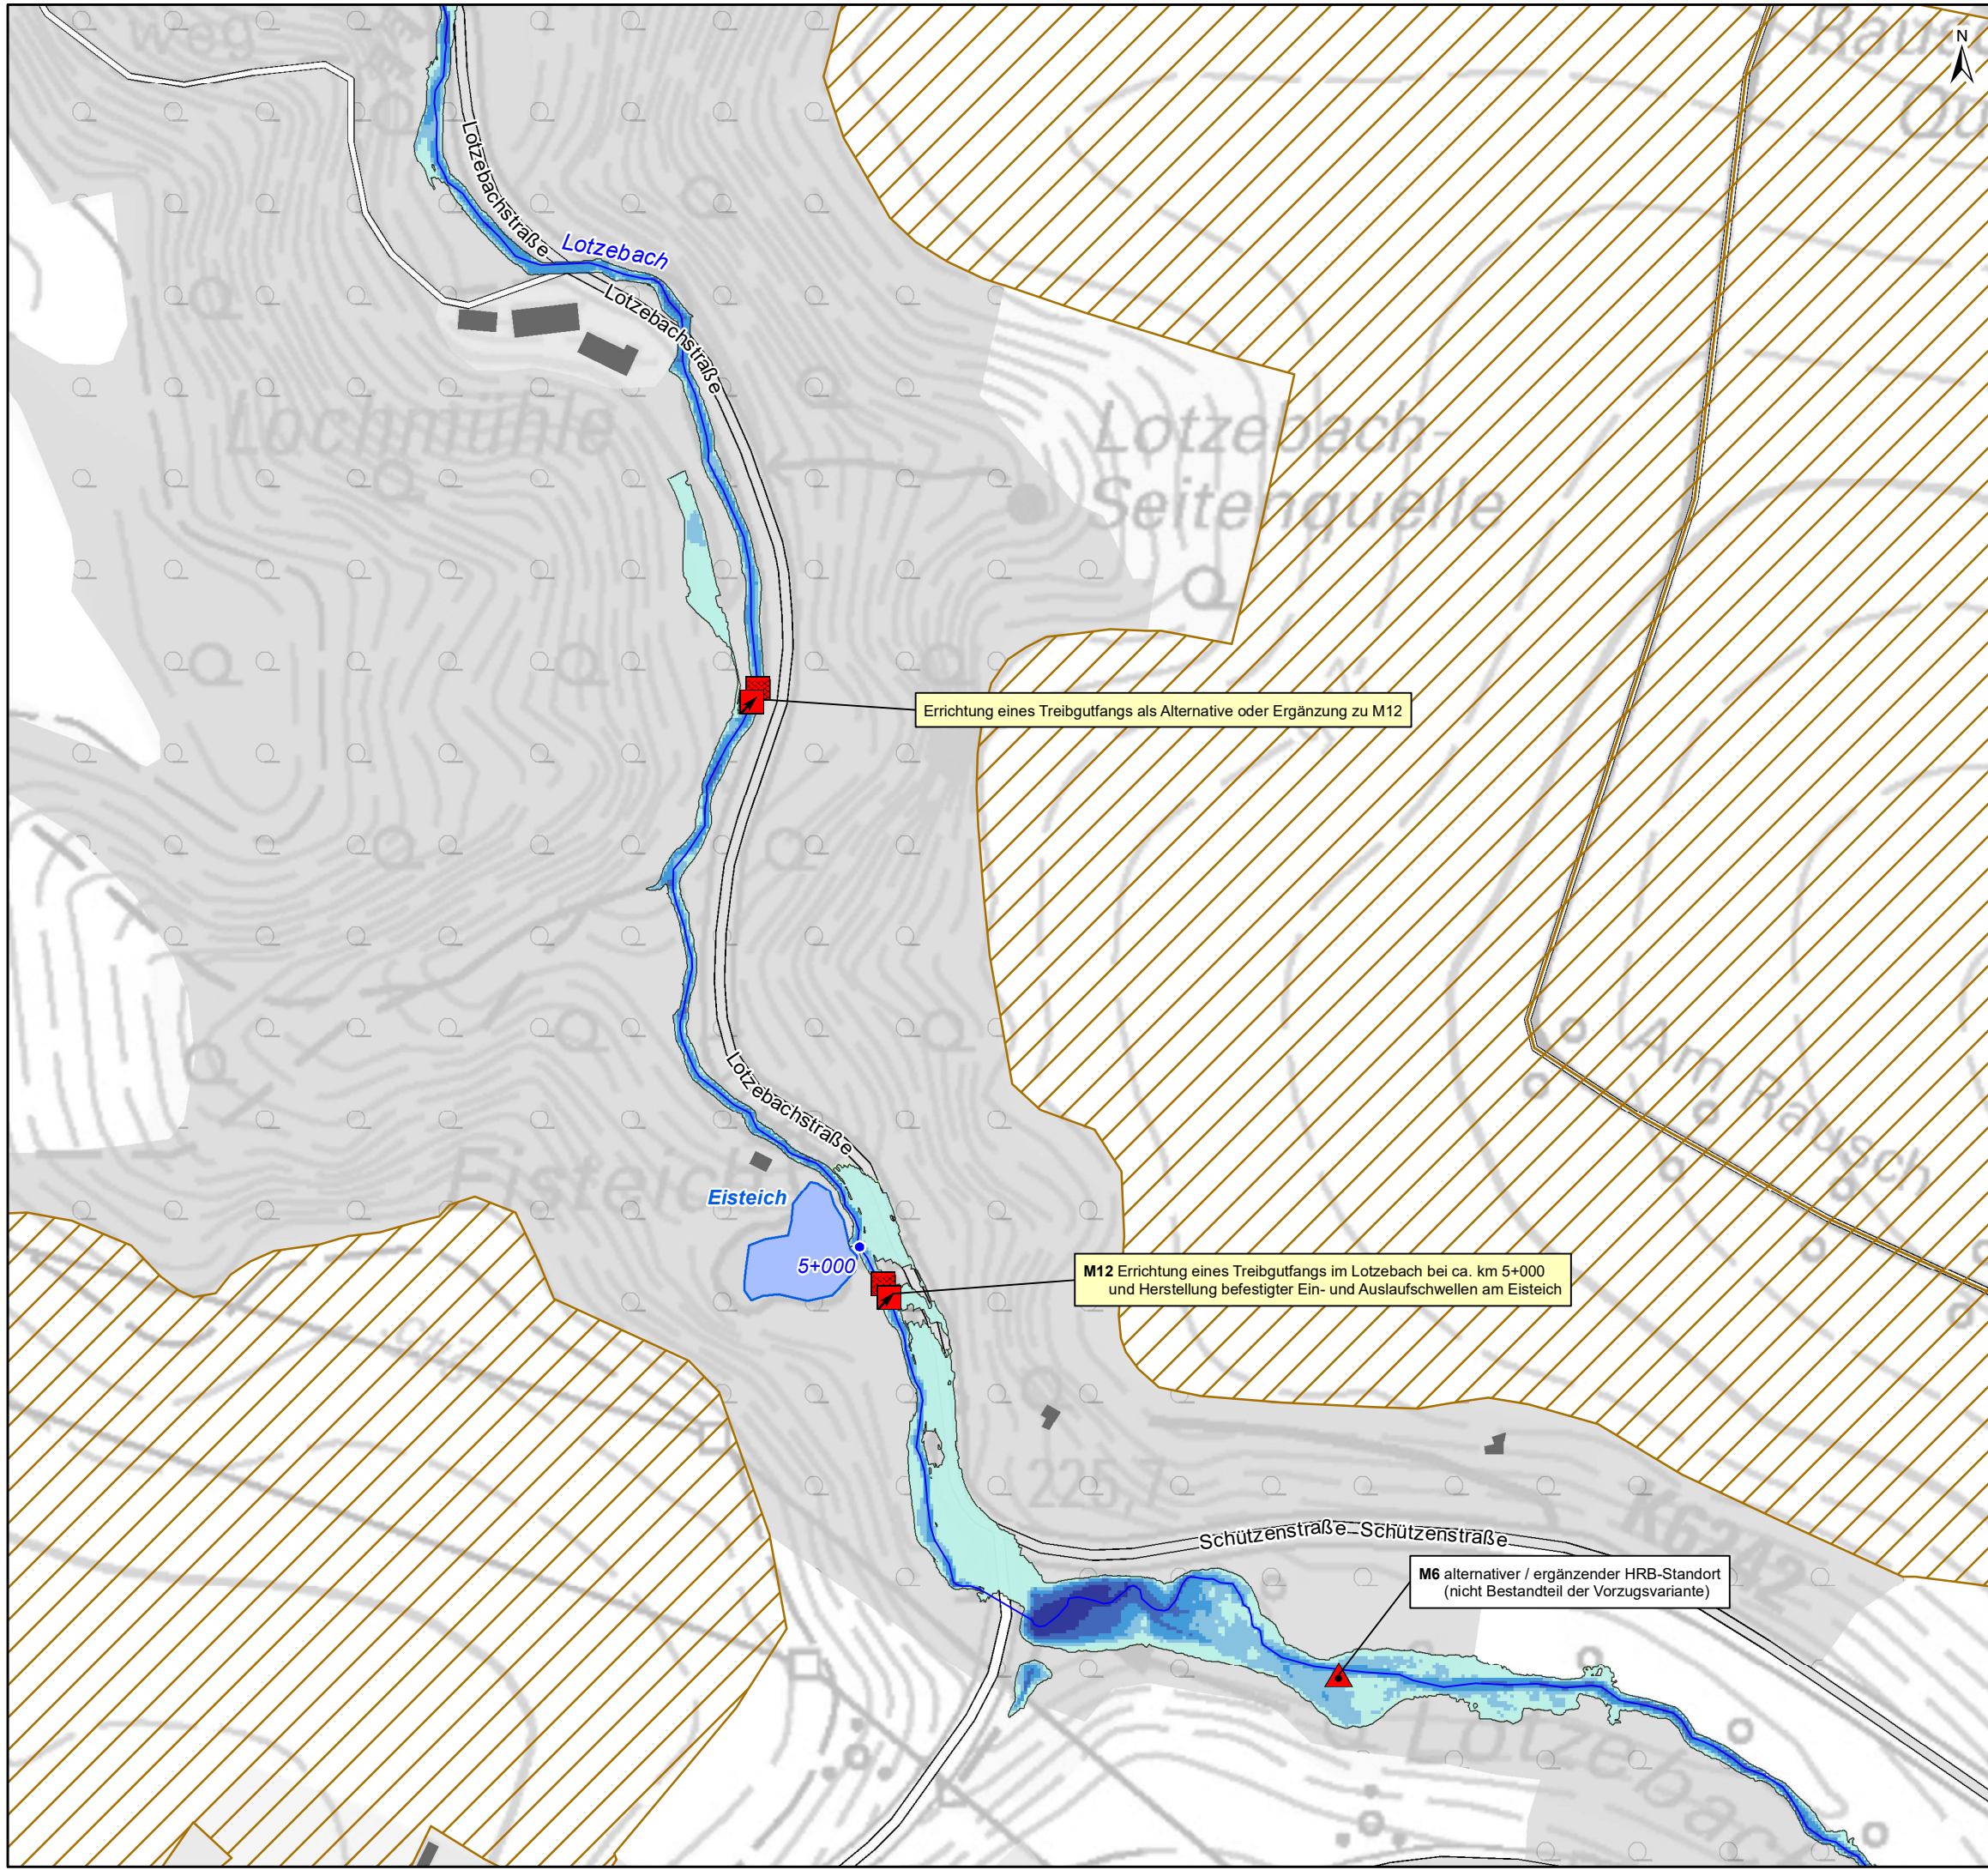 weg
N
Lotzebachstraße
Lotzebach
Lotzebachstraße
Lochmühle
Lotzebach-
Seitenquelle
Errichtung eines Treibgutfangs als Alternative oder Ergänzung zu M12
Am Rausch
Lotzebachstraße
Eisteich
Eisteich
5+000
M12 Errichtung eines Treibgutfangs im Lotzebach bei ca. km 5+000
und Herstellung befestigter Ein- und Auslaufschwellen am Eisteich
225,7
K6242
Schützenstraße Schützenstraße
M6 alternativer / ergänzender HRB-Standort
(nicht Bestandteil der Vorzugsvariante)
Lotzebac